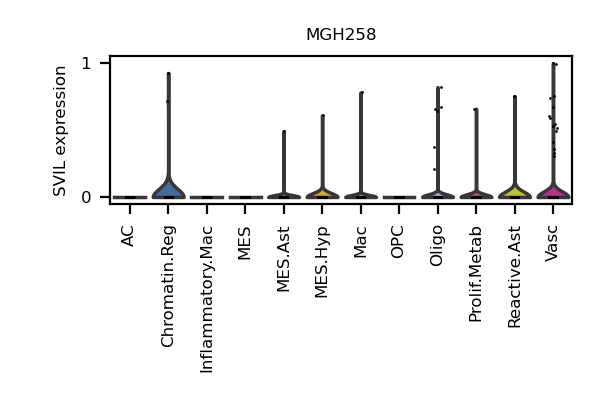 MGH258
SVIL expression
1
0
AC
Chromatin.Reg
Inflammatory.Mac
MES
MES.Ast
MES.Hyp
Mac
OPC
Oligo
Prolif.Metab
Reactive.Ast
Vasc